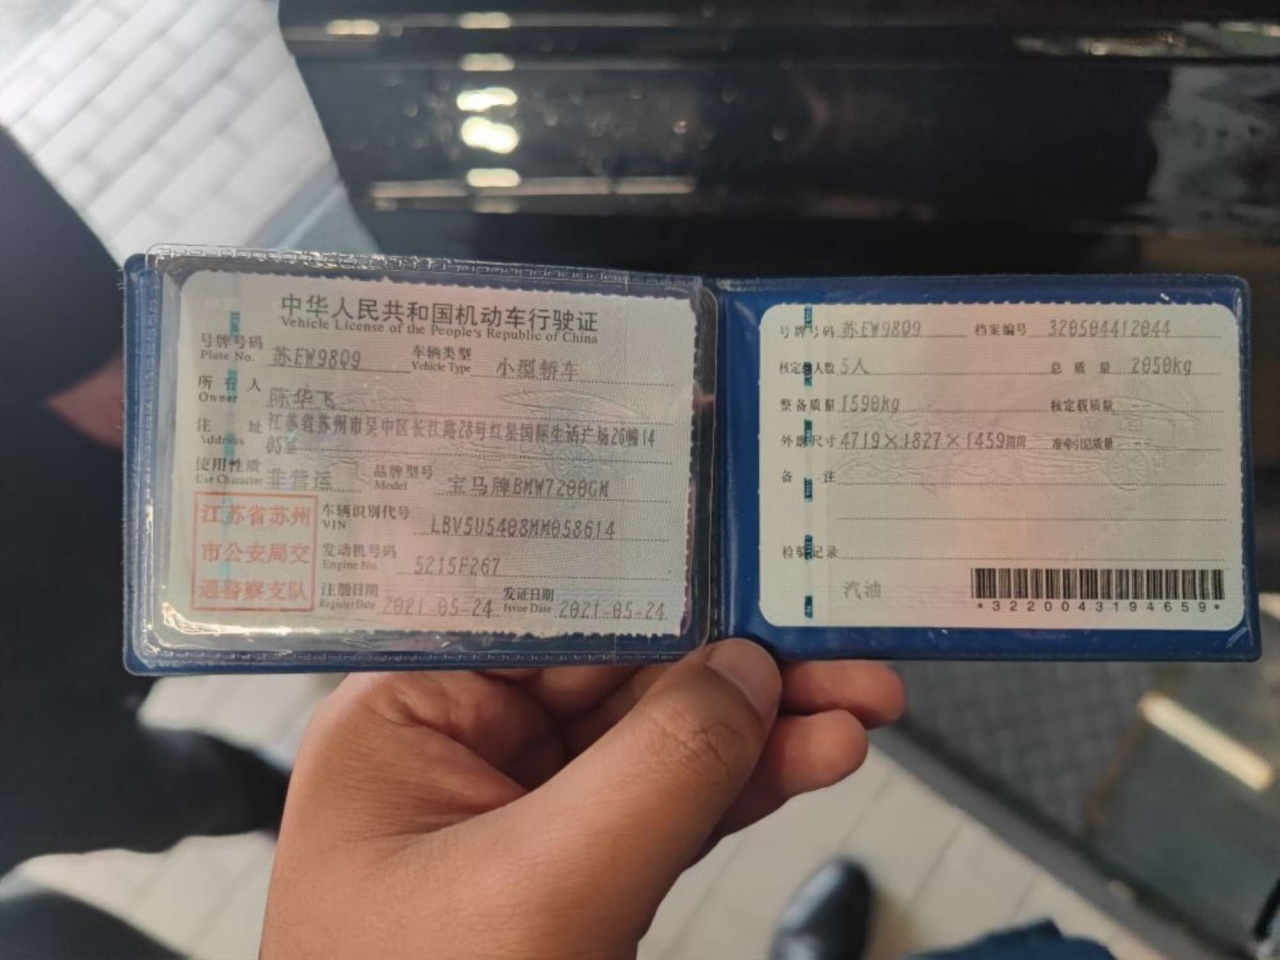 中华人民共和国机动车行驶证
Vehicle License of the People's Republic of China
号牌号码 Plate No. 苏EW98Q9 车辆类型 Vehicle Type 小型轿车
所有人 Owner 陈华飞
住址 Address 江苏省苏州市吴中区长江路28号红星国际生活广场26幢14
05室
使用性质 Use Character 非营运 品牌型号 Model 宝马牌BMW7200GM
江苏省苏州
市公安局交
通警察支队
车辆识别代号 VIN LBV5U5408MM058614
发动机号码 Engine No. 5215F267
注册日期 Register Date 2021-05-24 发证日期 Issue Date 2021-05-24
号牌号码 苏EW98Q9 档案编号 320504412044
核定载人数 5人 总质量 2050kg
整备质量 1590kg 核定载质量
外廓尺寸 4719×1827×1459 准牵引总质量
备注
检验记录
汽油
*3220043194659*